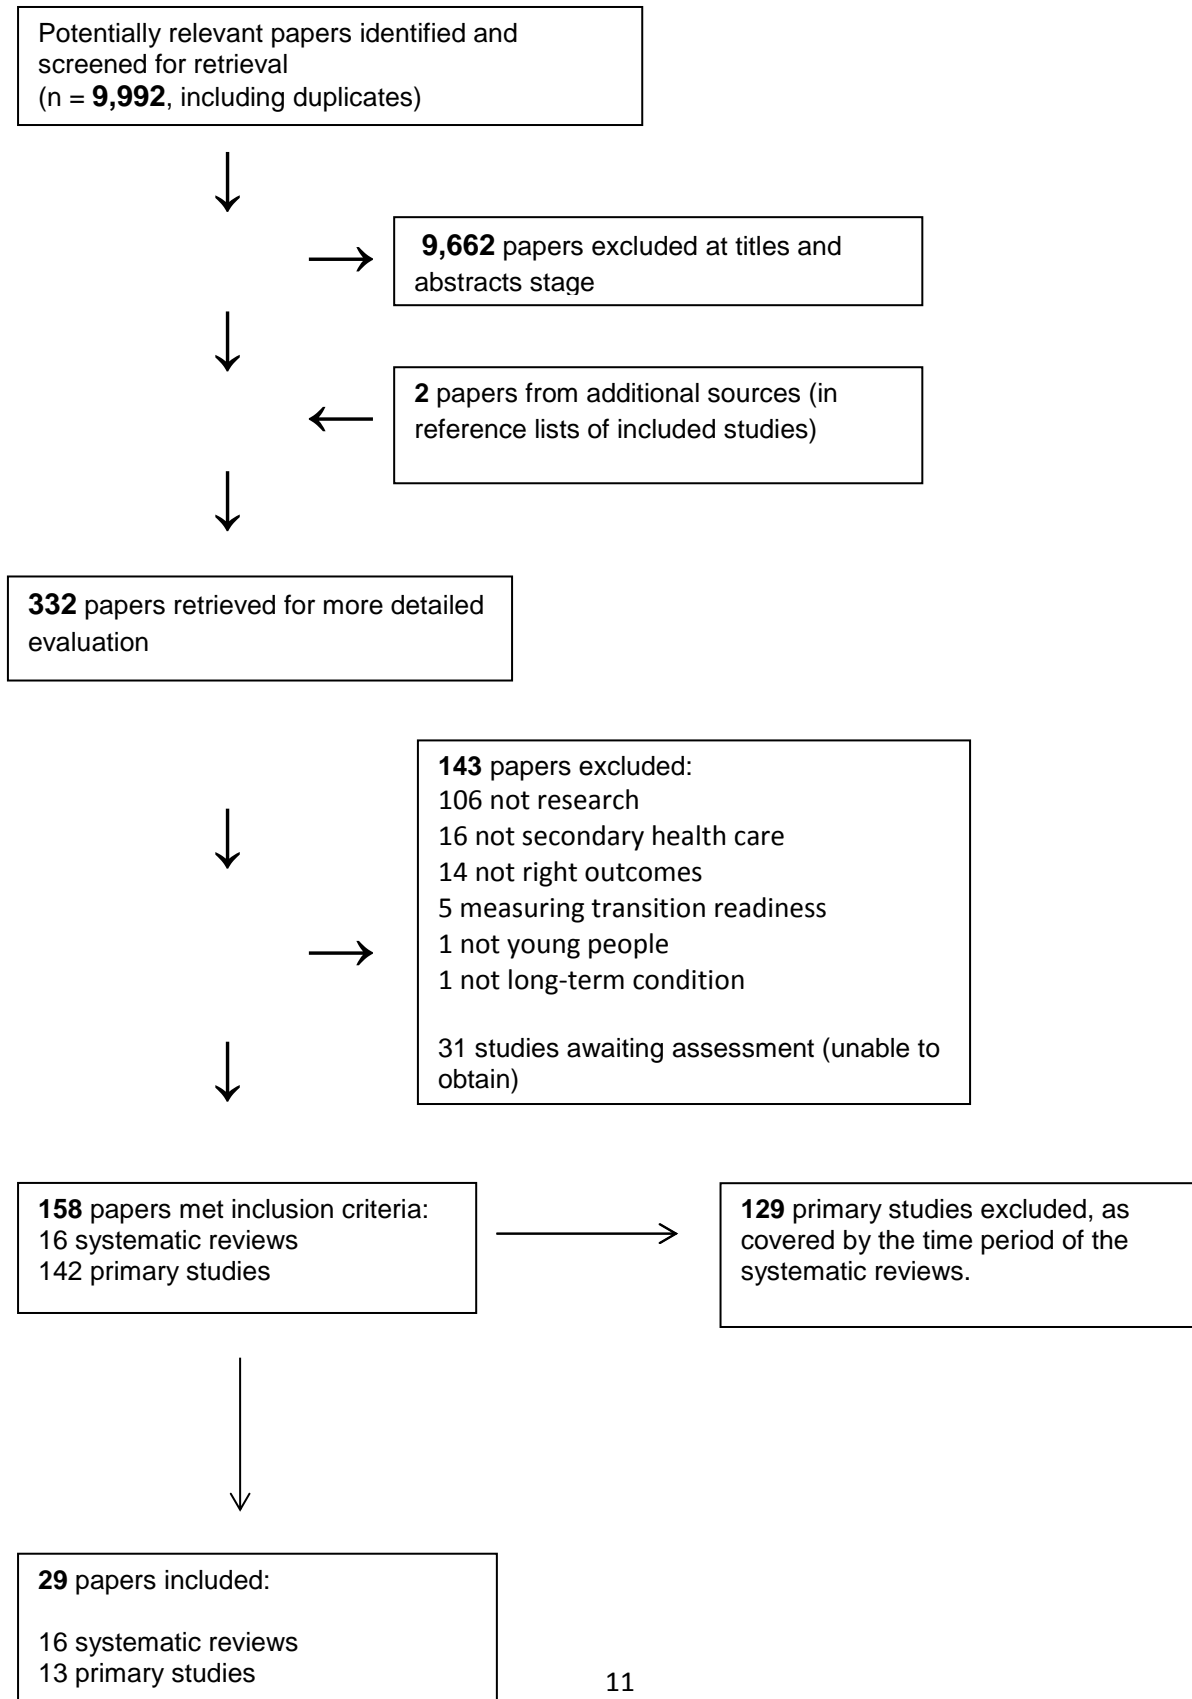 Potentially relevant papers identified and
screened for retrieval
(n = 9,992, including duplicates)
9,662 papers excluded at titles and
abstracts stage
2 papers from additional sources (in
reference lists of included studies)
332 papers retrieved for more detailed
evaluation
143 papers excluded:
106 not research
16 not secondary health care
14 not right outcomes
5 measuring transition readiness
1 not young people
1 not long-term condition
31 studies awaiting assessment (unable to
obtain)
158 papers met inclusion criteria:
16 systematic reviews
142 primary studies
129 primary studies excluded, as
covered by the time period of the
systematic reviews.
29 papers included:
16 systematic reviews
13 primary studies
11